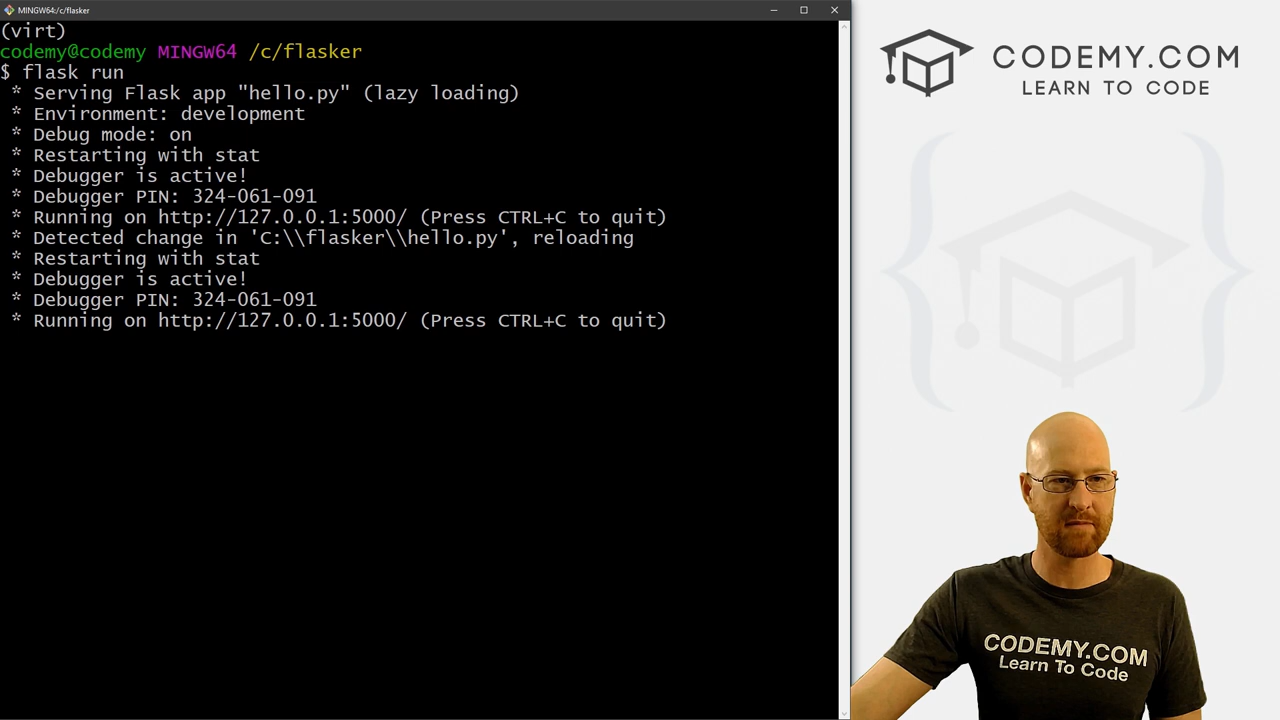 MINGW64:/c/flasker
(virt)
codemy@codemy MINGW64 /c/flasker
$ flask run
* Serving Flask app "hello.py" (lazy loading)
* Environment: development
* Debug mode: on
* Restarting with stat
* Debugger is active!
* Debugger PIN: 324-061-091
* Running on http://127.0.0.1:5000/ (Press CTRL+C to quit)
* Detected change in 'C:\\flasker\\hello.py', reloading
* Restarting with stat
* Debugger is active!
* Debugger PIN: 324-061-091
* Running on http://127.0.0.1:5000/ (Press CTRL+C to quit)
CODEMY.COM
LEARN TO CODE
CODEMY.COM
Learn To Code